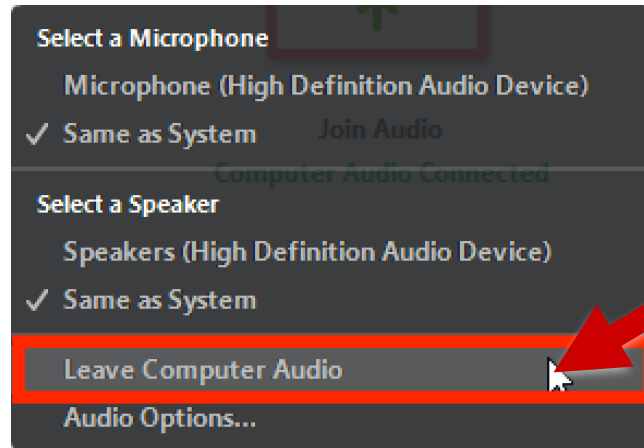 Select a Microphone
Microphone (High Definition Audio Device)
Same as System
Join Audio
Computer Audio Connected
Select a Speaker
Speakers (High Definition Audio Device)
Same as System
Leave Computer Audio
Audio Options...